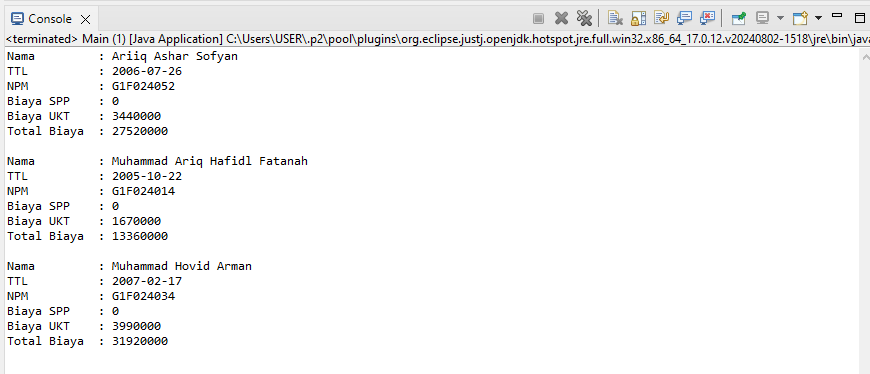 Console
<terminated> Main (1) [Java Application] C:\Users\USER\.p2\pool\plugins\org.eclipse.justj.openjdk.hotspot.jre.full.win32.x86_64_17.0.12.v20240802-1518\jre\bin\java
Nama : Ariiq Ashar Sofyan
TTL : 2006-07-26
NPM : G1F024052
Biaya SPP : 0
Biaya UKT : 3440000
Total Biaya : 27520000
Nama : Muhammad Ariq Hafidl Fatanah
TTL : 2005-10-22
NPM : G1F024014
Biaya SPP : 0
Biaya UKT : 1670000
Total Biaya : 13360000
Nama : Muhammad Hovid Arman
TTL : 2007-02-17
NPM : G1F024034
Biaya SPP : 0
Biaya UKT : 3990000
Total Biaya : 31920000